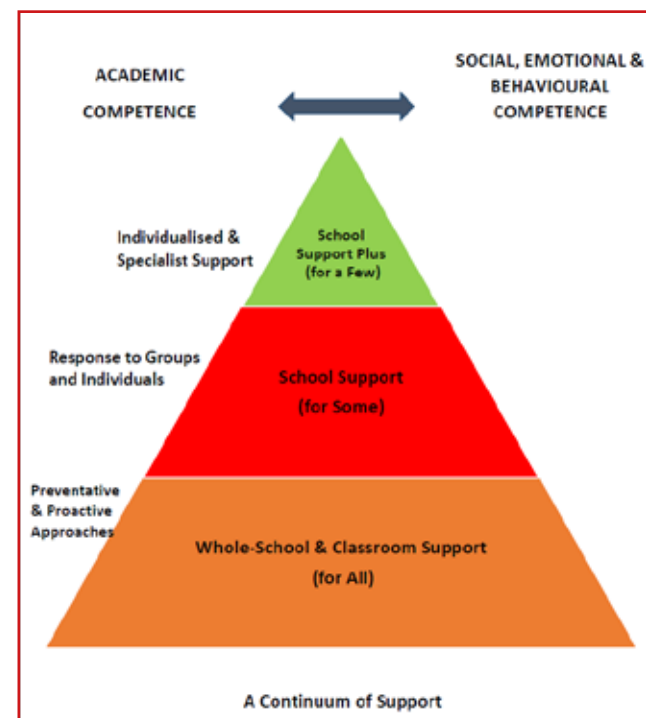 ACADEMIC
COMPETENCE
SOCIAL, EMOTIONAL &
BEHAVIOURAL
COMPETENCE
Individualised &
Specialist Support
School
Support Plus
(for a Few)
Response to Groups
and Individuals
School Support
(for Some)
Preventative
& Proactive
Approaches
Whole-School & Classroom Support
(for All)
A Continuum of Support